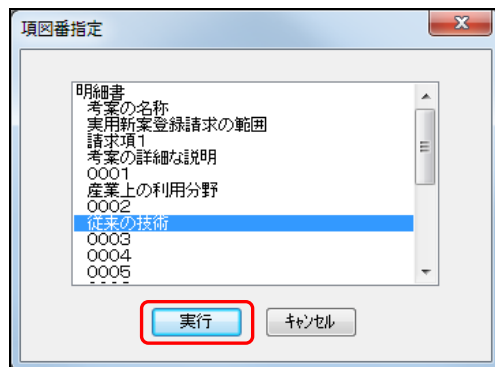 項図番指定
明細書
考案の名称
実用新案登録請求の範囲
請求項1
考案の詳細な説明
0001
産業上の利用分野
0002
従来の技術
0003
0004
0005
実行
キャンセル